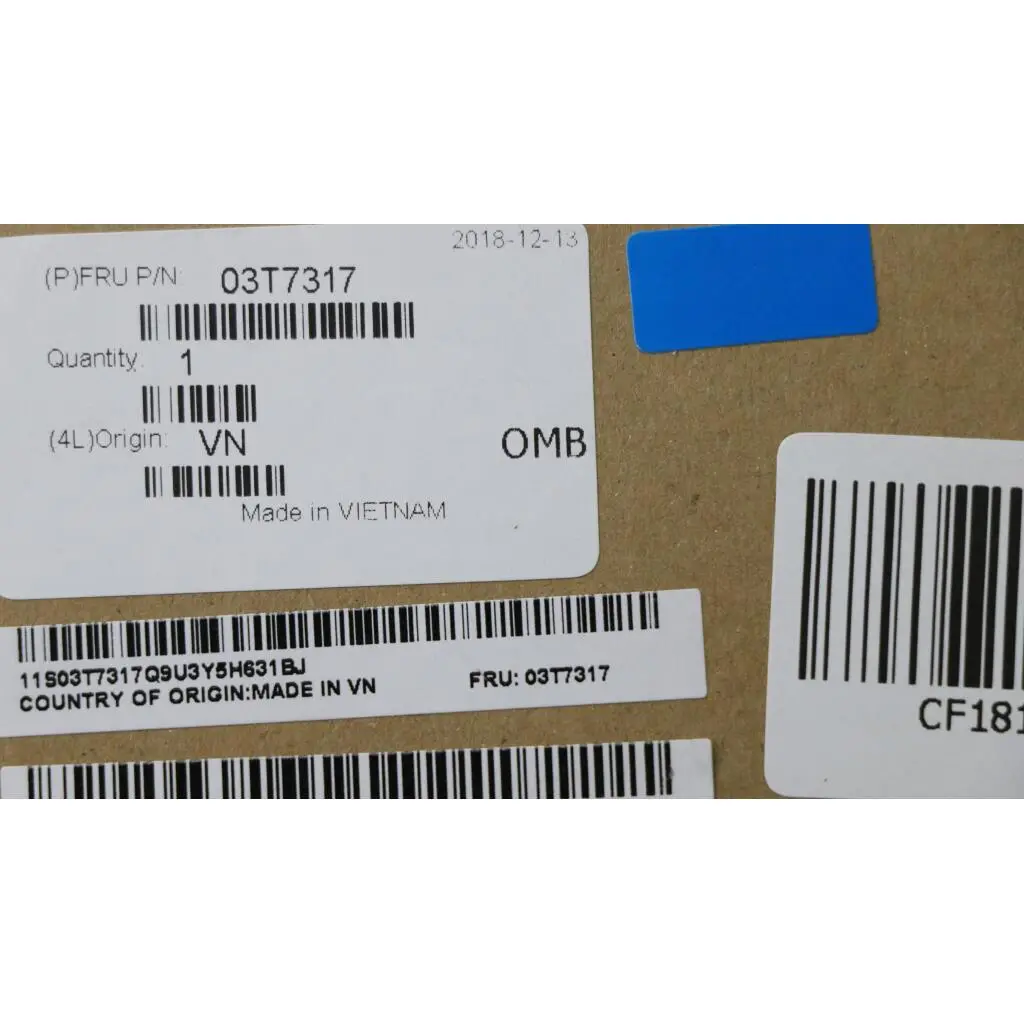 2018-12-13
(P)FRU P/N: 03T7317
Quantity: 1
(4L)Origin: VN
OMB
Made in VIETNAM
11S03T7317Q9U3Y5H631BJ
COUNTRY OF ORIGIN:MADE IN VN
FRU: 03T7317
CF181